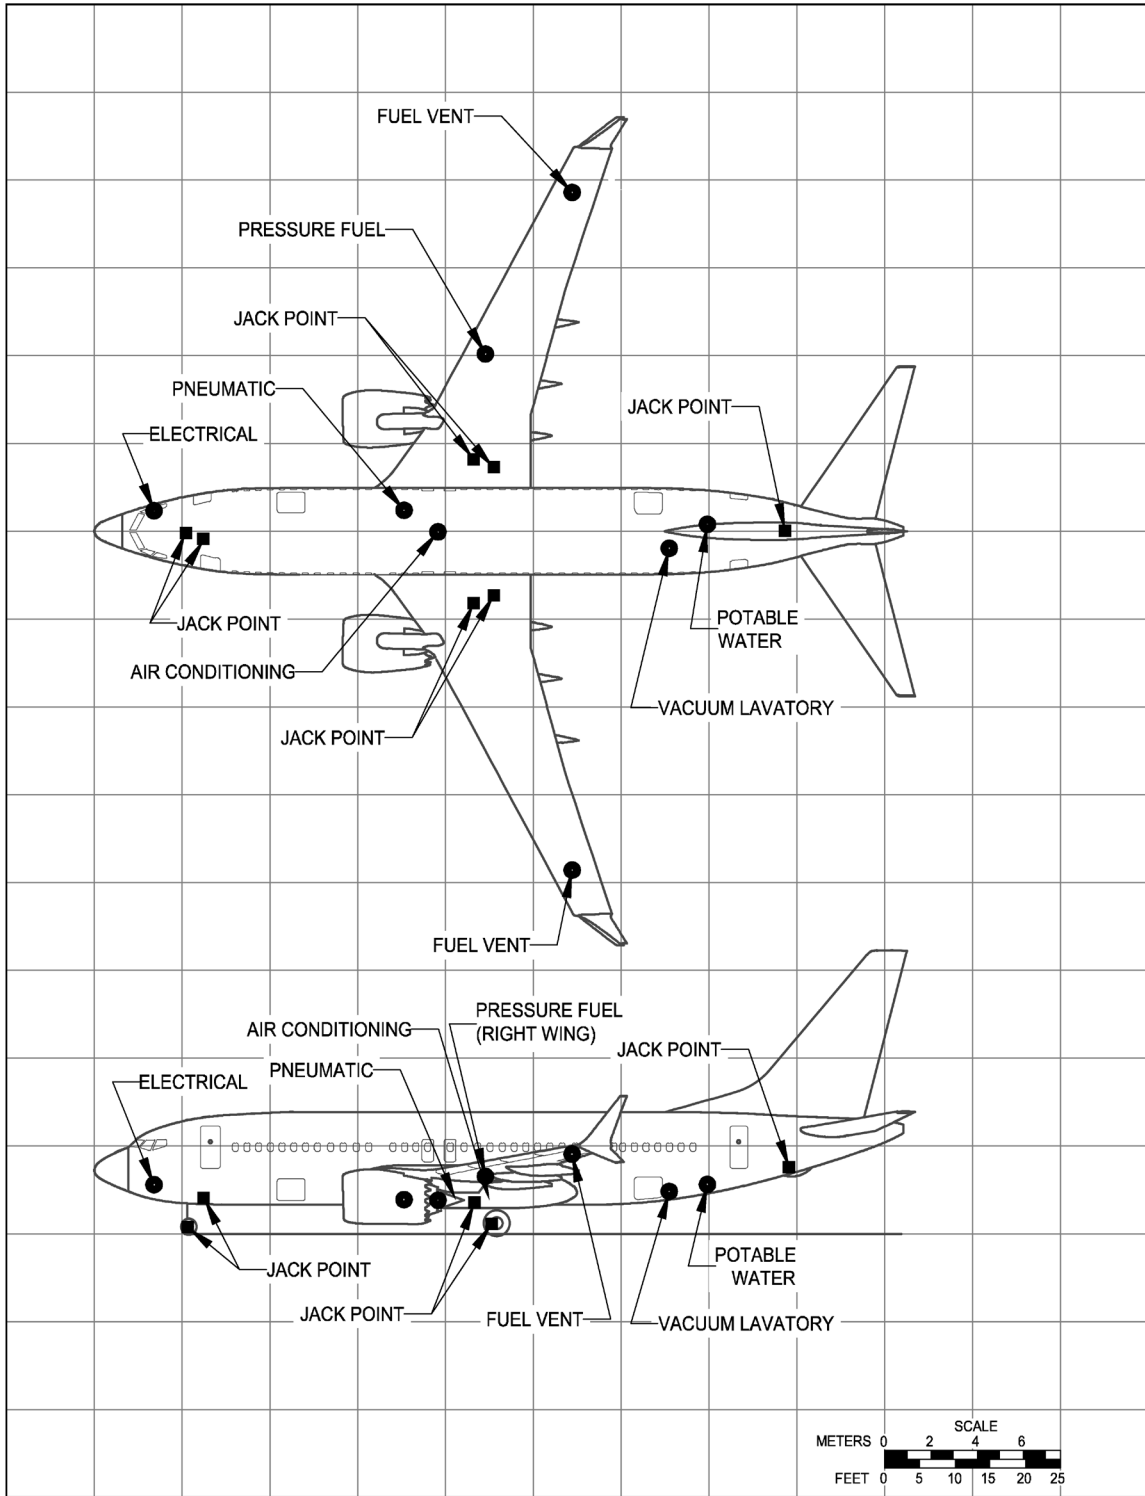 FUEL VENT
PRESSURE FUEL
JACK POINT
PNEUMATIC
JACK POINT
ELECTRICAL
POTABLE
WATER
JACK POINT
AIR CONDITIONING
VACUUM LAVATORY
JACK POINT
FUEL VENT
PRESSURE FUEL
(RIGHT WING)
AIR CONDITIONING
JACK POINT
PNEUMATIC
ELECTRICAL
POTABLE
WATER
JACK POINT
JACK POINT
FUEL VENT
VACUUM LAVATORY
SCALE
METERS 0 2 4 6
FEET 0 5 10 15 20 25